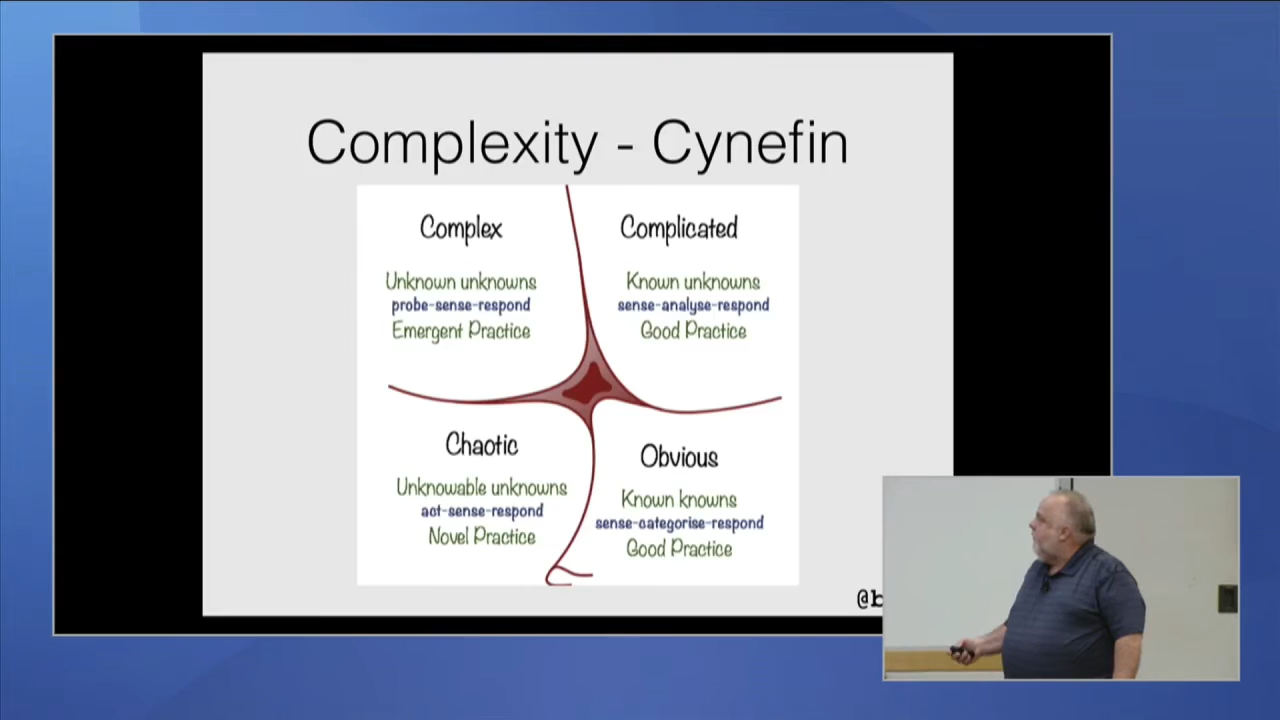 Complexity - Cynefin
Complex
Unknown unknowns
probe-sense-respond
Emergent Practice
Complicated
Known unknowns
sense-analyse-respond
Good Practice
Chaotic
Unknowable unknowns
act-sense-respond
Novel Practice
Obvious
Known knowns
sense-categorise-respond
Good Practice
@b